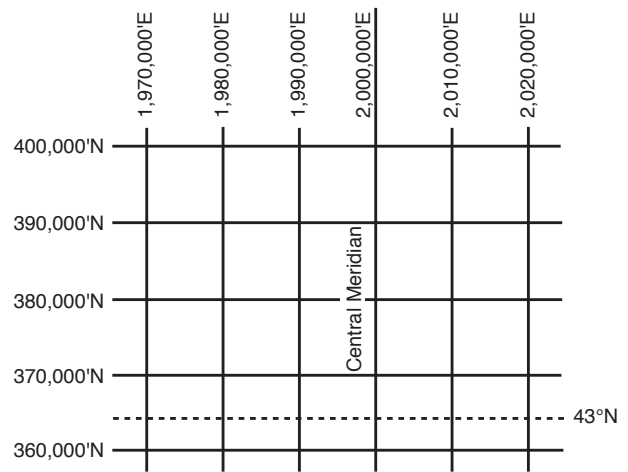 1,970,000'E
1,980,000'E
1,990,000'E
2,000,000'E
2,010,000'E
2,020,000'E
400,000'N
390,000'N
380,000'N
370,000'N
360,000'N
Central Meridian
43°N